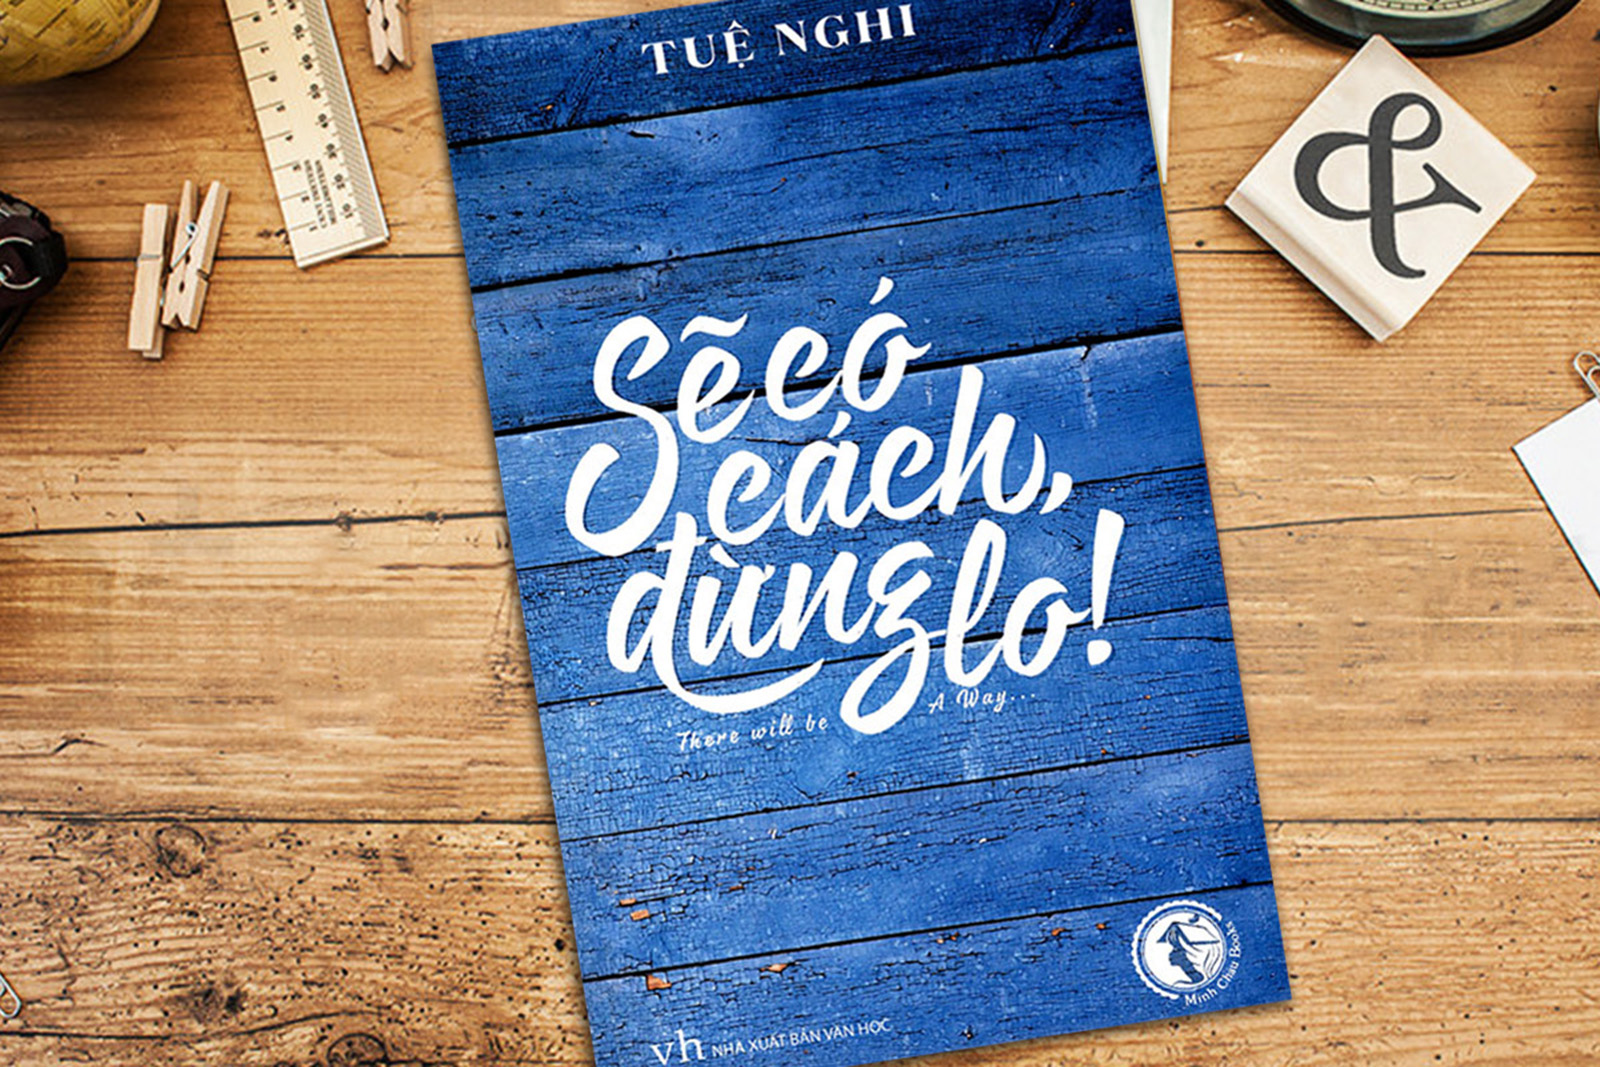 TUỆ NGHI
Sẽ có
cách,
đừng lo!
There will be A Way...
Minh Chau Books
vh NHÀ XUẤT BẢN VĂN HỌC
&